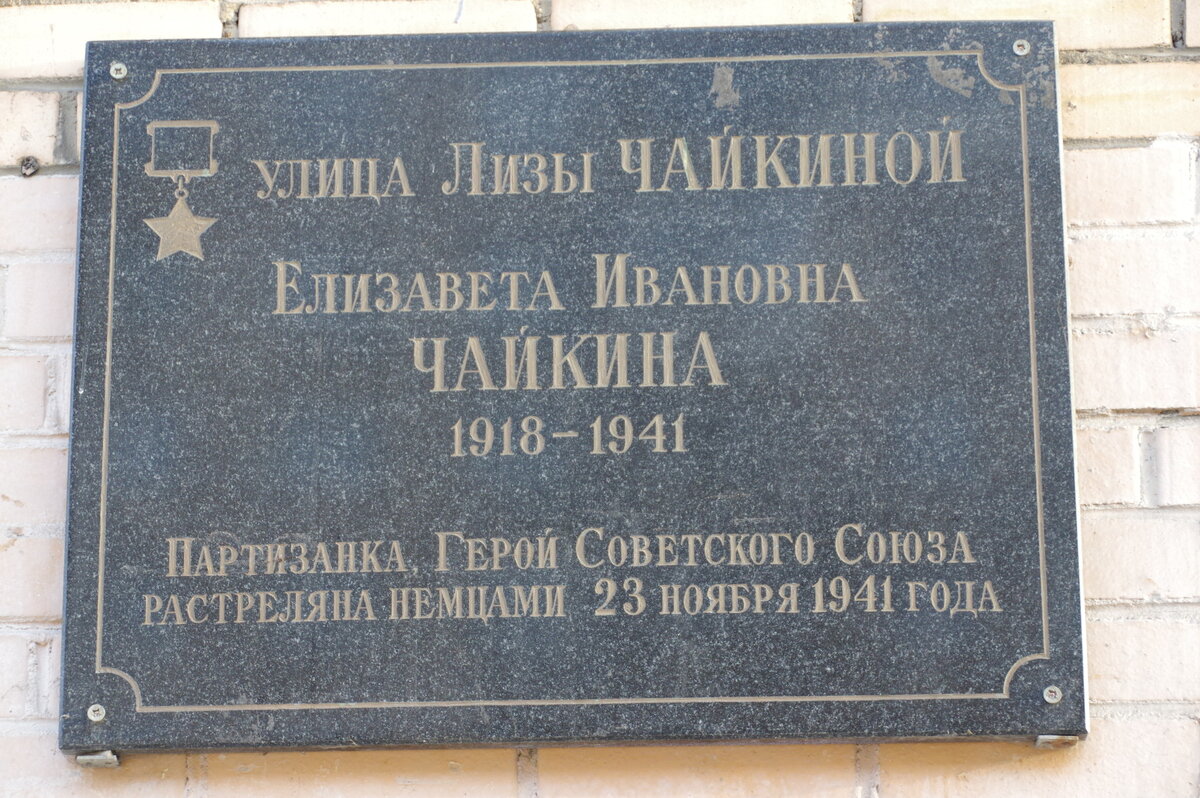 улица Лизы ЧАЙКИНОЙ
Елизавета Ивановна
ЧАЙКИНА
1918–1941
Партизанка, Герой Советского Союза
растреляна немцами 23 ноября 1941 года